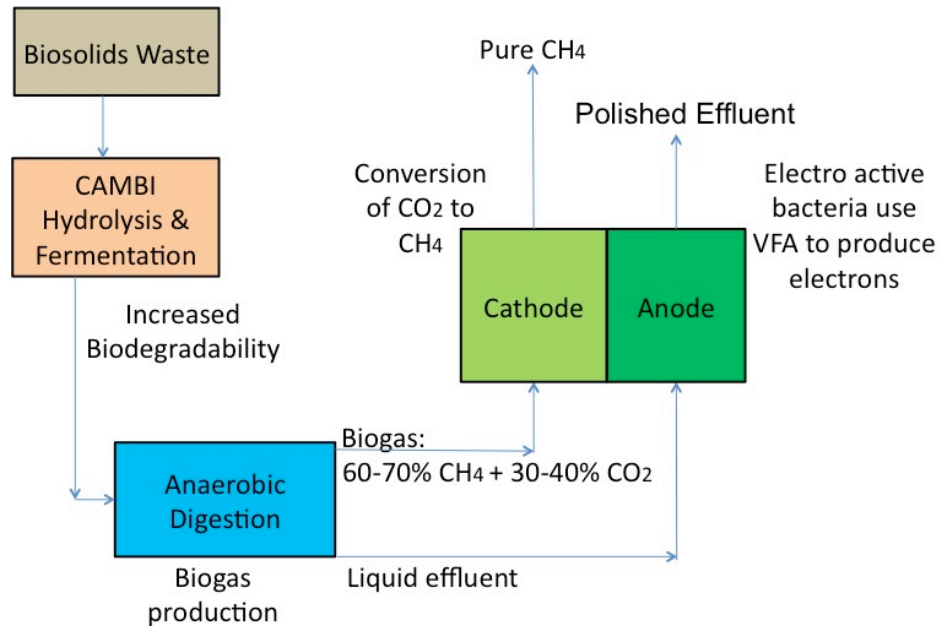 Biosolids Waste
CAMBI
Hydrolysis &
Fermentation
Increased
Biodegradability
Anaerobic
Digestion
Biogas
production
Biogas:
60-70% CH4 + 30-40% CO2
Liquid effluent
Pure CH4
Conversion
of CO2 to
CH4
Cathode
Anode
Polished Effluent
Electro active
bacteria use
VFA to produce
electrons